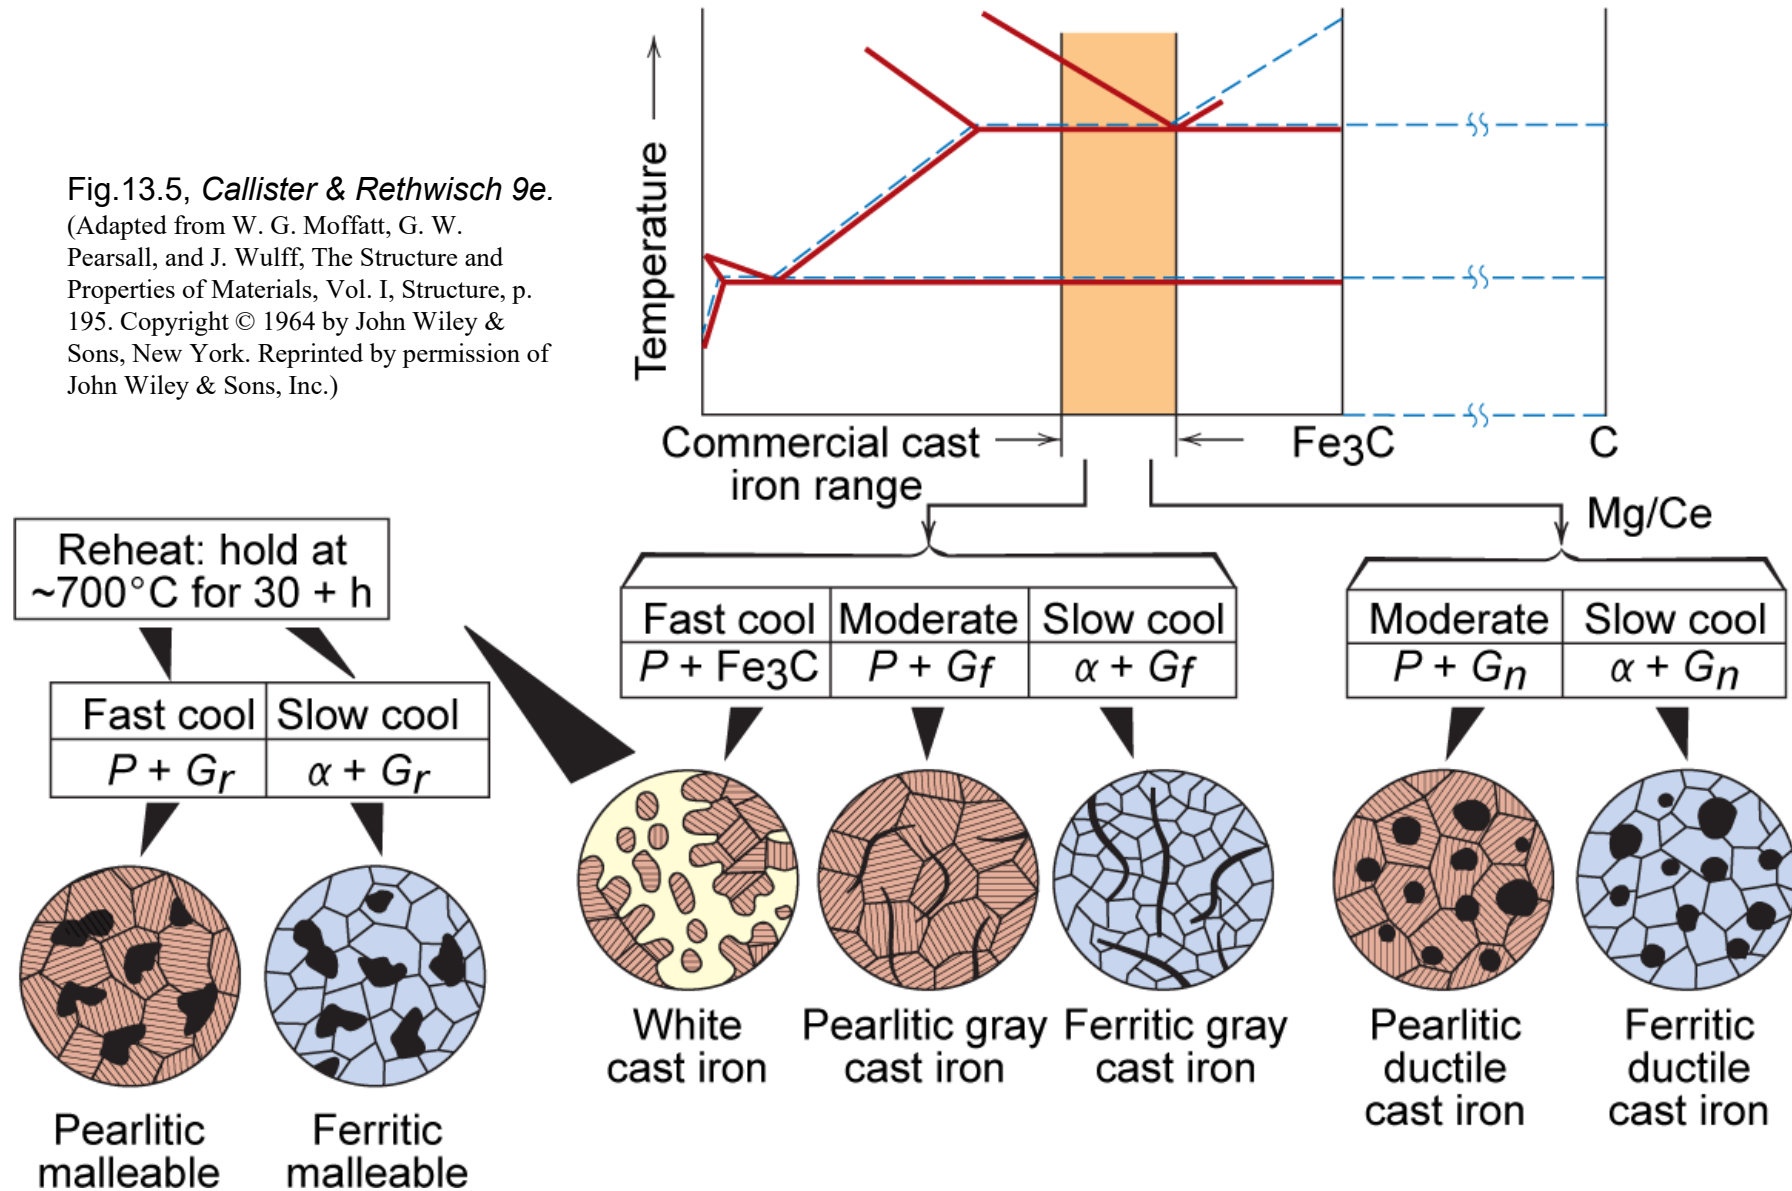 Fig.13.5, Callister & Rethwisch 9e.
(Adapted from W. G. Moffatt, G. W.
Pearsall, and J. Wulff, The Structure and
Properties of Materials, Vol. I, Structure, p.
195. Copyright © 1964 by John Wiley &
Sons, New York. Reprinted by permission of
John Wiley & Sons, Inc.)
Temperature
Commercial cast
iron range
Fe3C
C
Mg/Ce
Reheat: hold at
~700°C for 30 + h
Fast cool
Moderate
Slow cool
P + Fe3C
P + Gf
α + Gf
Moderate
Slow cool
P + Gn
α + Gn
Fast cool
Slow cool
P + Gr
α + Gr
White
cast iron
Pearlitic gray
cast iron
Ferritic gray
cast iron
Pearlitic
ductile
cast iron
Ferritic
ductile
cast iron
Pearlitic
malleable
Ferritic
malleable